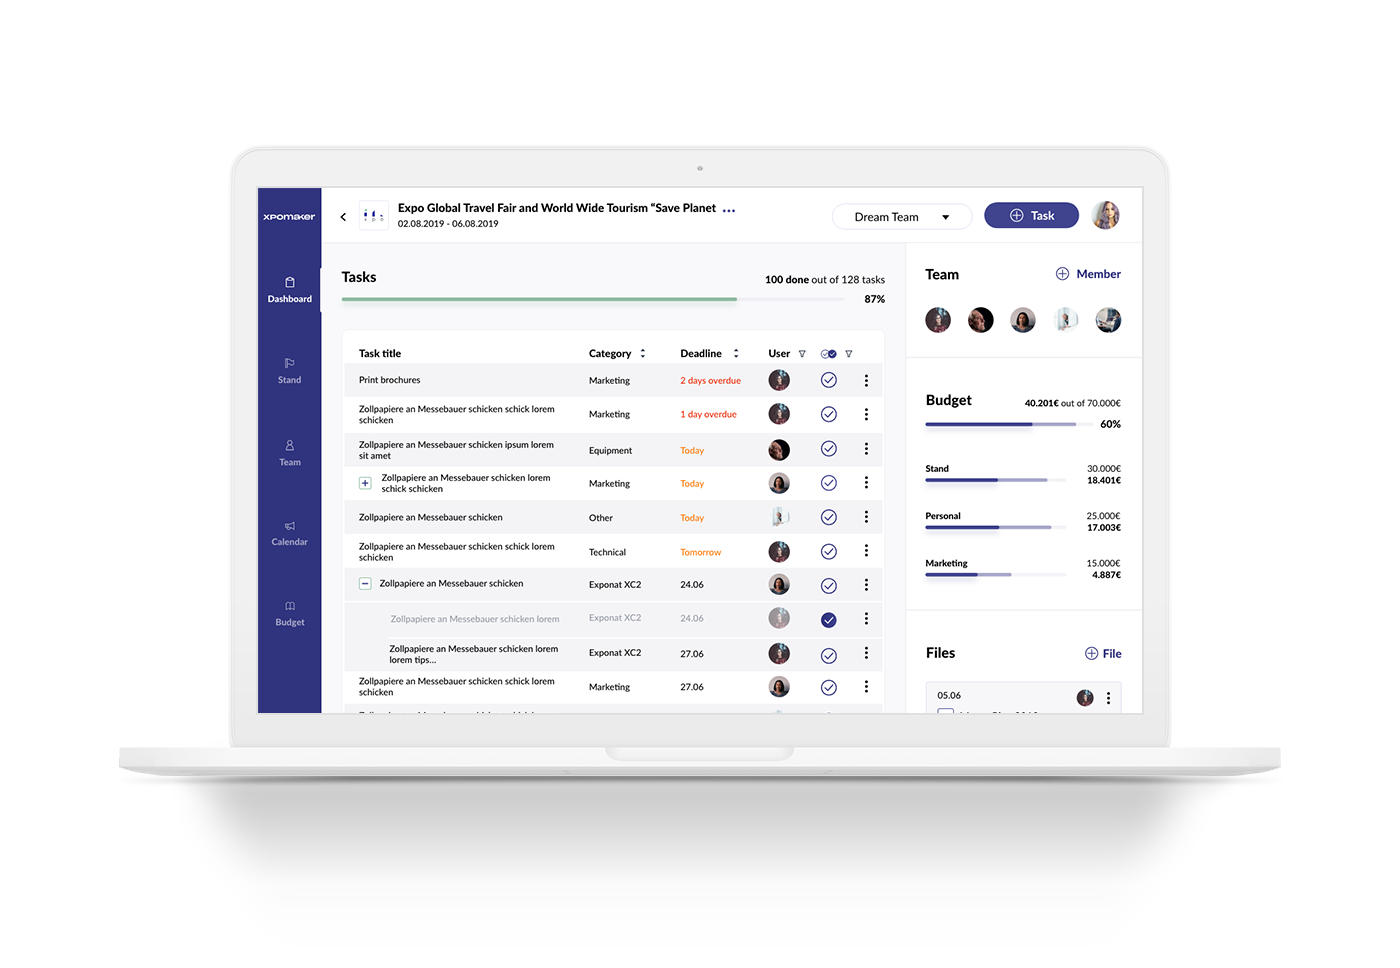 xpomaker
Expo Global Travel Fair and World Wide Tourism “Save Planet ...
02.08.2019 - 06.08.2019
Dream Team
Task
Dashboard
Stand
Team
Calendar
Budget
Tasks
100 done out of 128 tasks
87%
Task title Category Deadline User
Print brochures Marketing 2 days overdue
Zollpapiere an Messebauer schicken schick lorem
schicken
Marketing 1 day overdue
Zollpapiere an Messebauer schicken ipsum lorem
sit amet
Equipment Today
Zollpapiere an Messebauer schicken lorem
schick schicken
Marketing Today
Zollpapiere an Messebauer schicken Other Today
Zollpapiere an Messebauer schicken schick lorem
schicken
Technical Tomorrow
Zollpapiere an Messebauer schicken Exponat XC2 24.06
Zollpapiere an Messebauer schicken lorem Exponat XC2 24.06
Zollpapiere an Messebauer schicken lorem
lorem tips...
Exponat XC2 27.06
Zollpapiere an Messebauer schicken schick lorem
schicken
Marketing 27.06
Team
Member
Budget
40.201€ out of 70.000€
60%
Stand 30.000€
18.401€
Personal 25.000€
17.003€
Marketing 15.000€
4.887€
Files
File
05.06